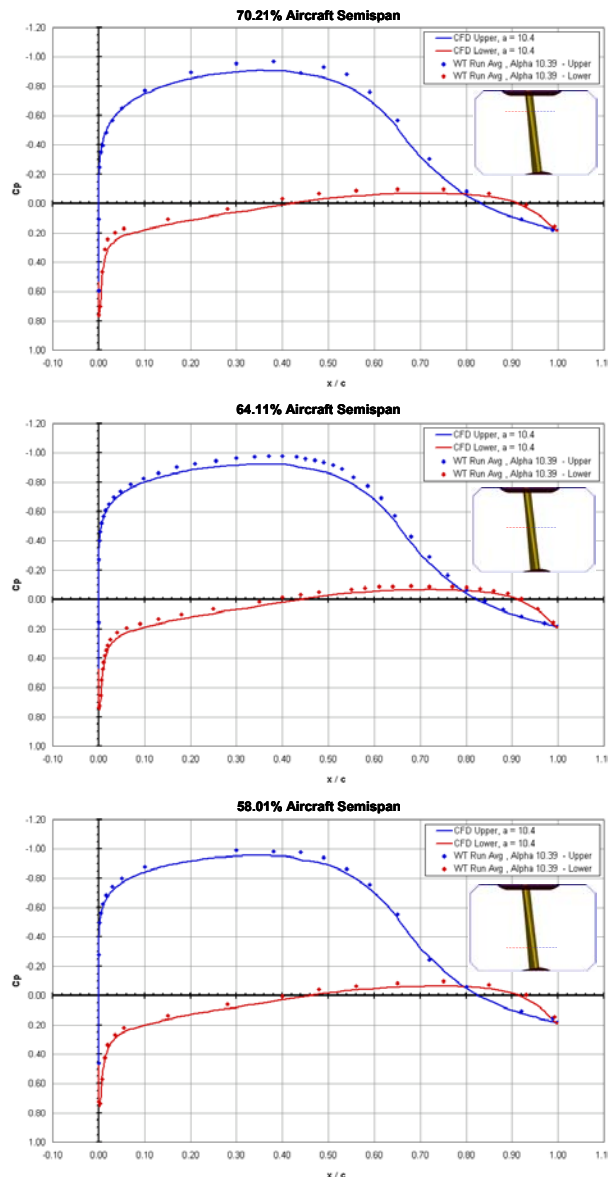 70.21% Aircraft Semispan
-1.20
-1.00
-0.80
-0.60
-0.40
-0.20
0.00
0.20
0.40
0.60
0.80
1.00
Cp
CFD Upper, a = 10.4
CFD Lower, a = 10.4
WT Run Avg , Alpha 10.39 - Upper
WT Run Avg , Alpha 10.39 - Lower
-0.10 0.00 0.10 0.20 0.30 0.40 0.50 0.60 0.70 0.80 0.90 1.00 1.10
x / c
64.11% Aircraft Semispan
-1.20
-1.00
-0.80
-0.60
-0.40
-0.20
0.00
0.20
0.40
0.60
0.80
1.00
Cp
CFD Upper, a = 10.4
CFD Lower, a = 10.4
WT Run Avg , Alpha 10.39 - Upper
WT Run Avg , Alpha 10.39 - Lower
-0.10 0.00 0.10 0.20 0.30 0.40 0.50 0.60 0.70 0.80 0.90 1.00 1.10
x / c
58.01% Aircraft Semispan
-1.20
-1.00
-0.80
-0.60
-0.40
-0.20
0.00
0.20
0.40
0.60
0.80
1.00
Cp
CFD Upper, a = 10.4
CFD Lower, a = 10.4
WT Run Avg , Alpha 10.39 - Upper
WT Run Avg , Alpha 10.39 - Lower
-0.10 0.00 0.10 0.20 0.30 0.40 0.50 0.60 0.70 0.80 0.90 1.00 1.10
x / c